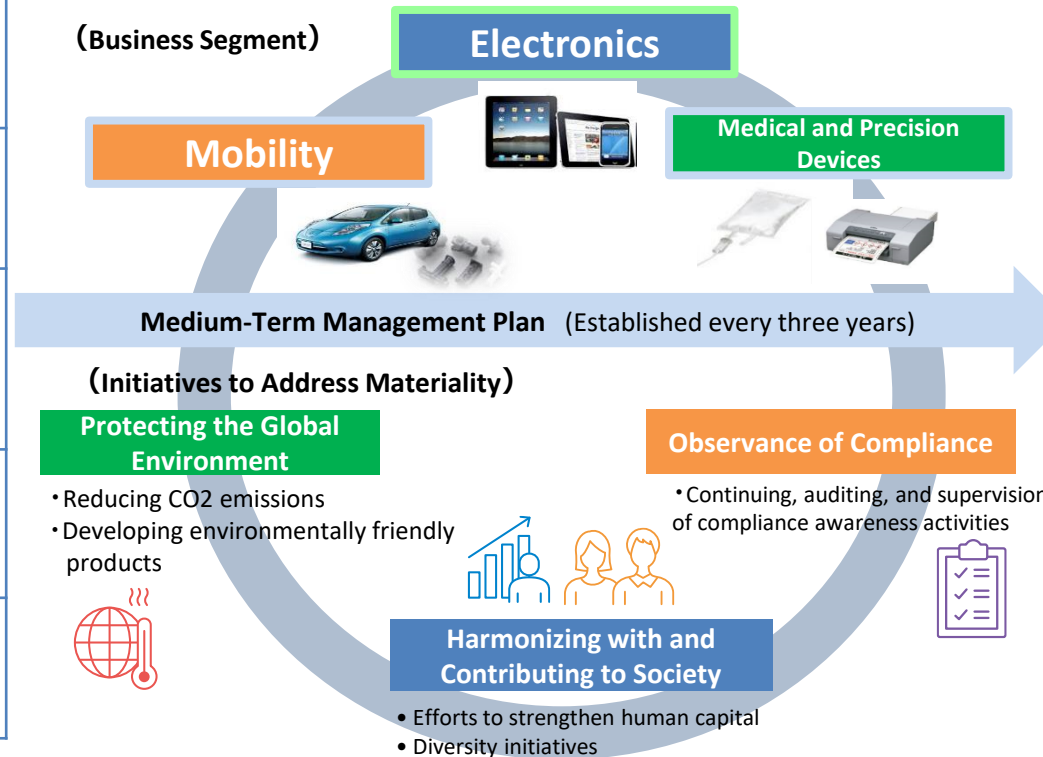 （Business Segment）
Electronics
Mobility
Medical and Precision
Devices
Medium-Term Management Plan (Established every three years)
（Initiatives to Address Materiality）
Protecting the Global
Environment
・Reducing CO2 emissions
・Developing environmentally friendly
products
Observance of Compliance
・Continuing, auditing, and supervision
of compliance awareness activities
Harmonizing with and
Contributing to Society
• Efforts to strengthen human capital
• Diversity initiatives